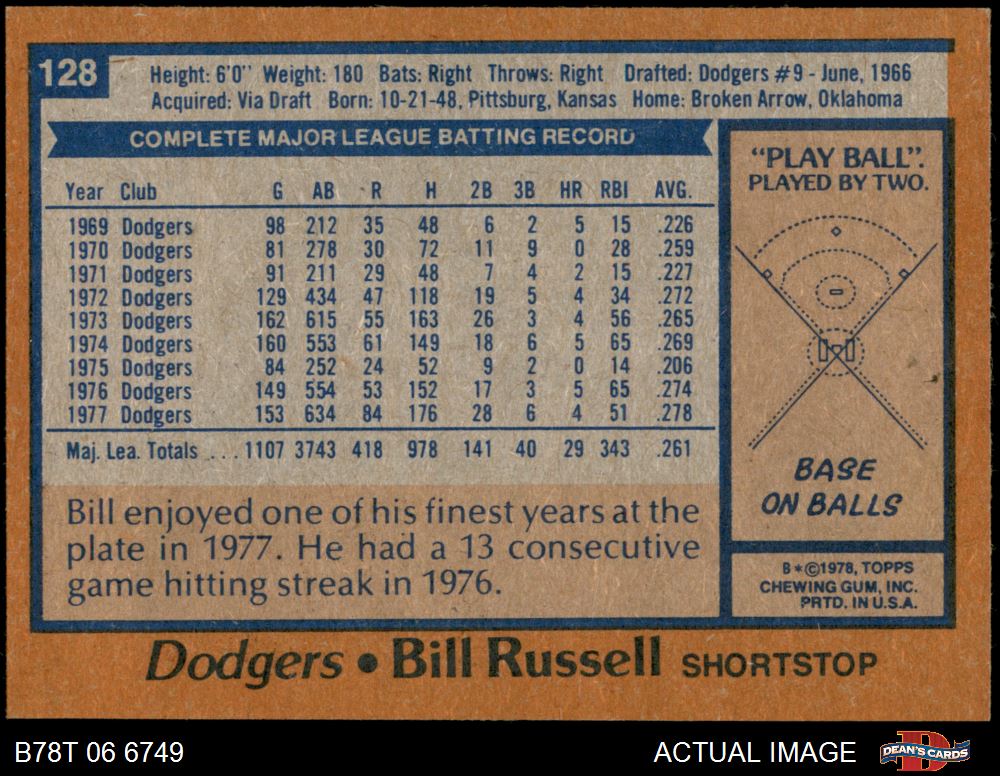 128
Height: 6'0" Weight: 180 Bats: Right Throws: Right Drafted: Dodgers #9 - June, 1966
Acquired: Via Draft Born: 10-21-48, Pittsburg, Kansas Home: Broken Arrow, Oklahoma
COMPLETE MAJOR LEAGUE BATTING RECORD
Year Club G AB R H 2B 3B HR RBI AVG.
1969 Dodgers 98 212 35 48 6 2 5 15 .226
1970 Dodgers 81 278 30 72 11 9 0 28 .259
1971 Dodgers 91 211 29 48 7 4 2 15 .227
1972 Dodgers 129 434 47 118 19 5 4 34 .272
1973 Dodgers 162 615 55 163 26 3 4 56 .265
1974 Dodgers 160 553 61 149 18 6 5 65 .269
1975 Dodgers 84 252 24 52 9 2 0 14 .206
1976 Dodgers 149 554 53 152 17 3 5 65 .274
1977 Dodgers 153 634 84 176 28 6 4 51 .278
Maj. Lea. Totals ... 1107 3743 418 978 141 40 29 343 .261
Bill enjoyed one of his finest years at the
plate in 1977. He had a 13 consecutive
game hitting streak in 1976.
"PLAY BALL".
PLAYED BY TWO.
BASE
ON BALLS
B*©1978, TOPPS
CHEWING GUM, INC.
PRTD. IN U.S.A.
Dodgers • Bill Russell SHORTSTOP
B78T 06 6749
ACTUAL IMAGE
D
DEAN'S CARDS